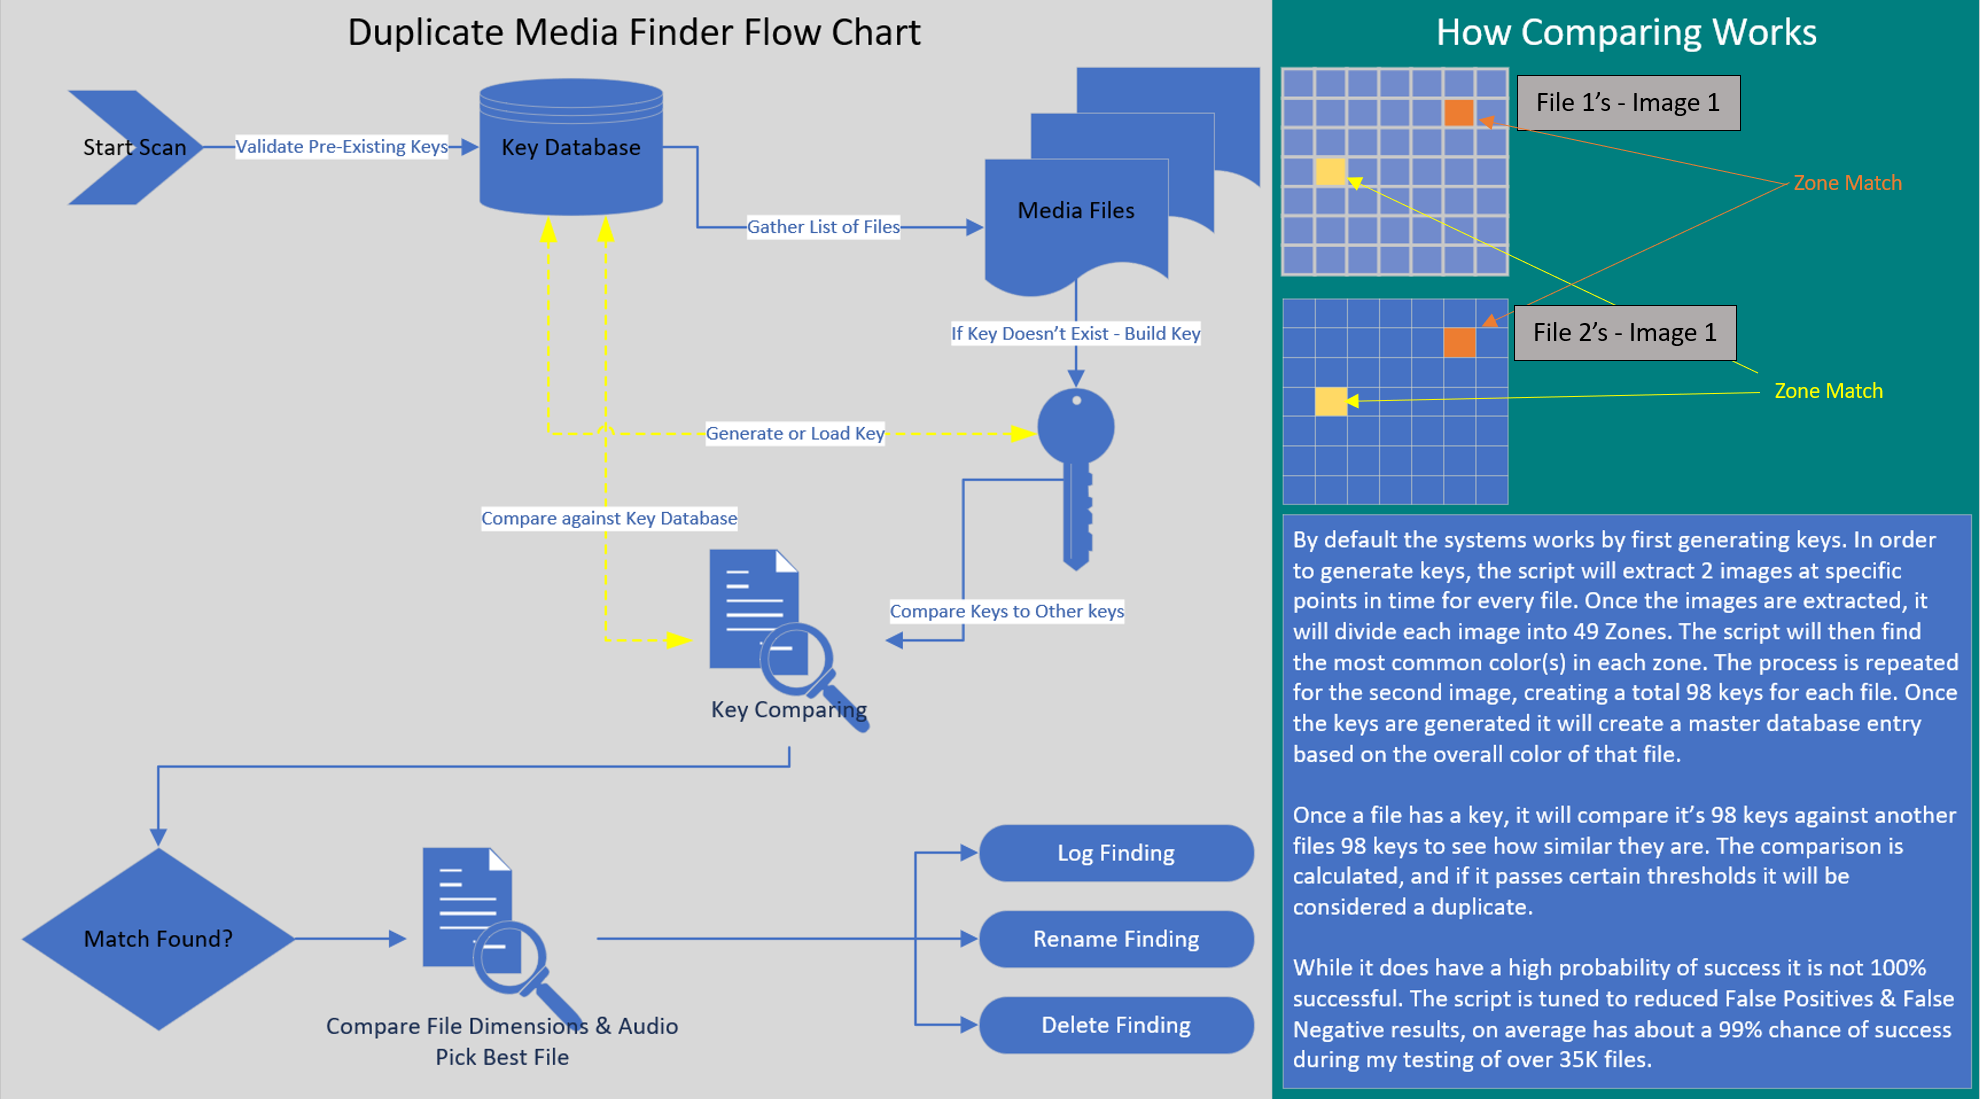 Duplicate Media Finder Flow Chart
Start Scan
Validate Pre-Existing Keys
Key Database
Gather List of Files
Media Files
If Key Doesn't Exist - Build Key
Generate or Load Key
Compare against Key Database
Compare Keys to Other keys
Key Comparing
Match Found?
Compare File Dimensions & Audio
Pick Best File
Log Finding
Rename Finding
Delete Finding
How Comparing Works
File 1's - Image 1
Zone Match
File 2's - Image 1
Zone Match
By default the systems works by first generating keys. In order
to generate keys, the script will extract 2 images at specific
points in time for every file. Once the images are extracted, it
will divide each image into 49 Zones. The script will then find
the most common color(s) in each zone. The process is repeated
for the second image, creating a total 98 keys for each file. Once
the keys are generated it will create a master database entry
based on the overall color of that file.
Once a file has a key, it will compare it's 98 keys against another
files 98 keys to see how similar they are. The comparison is
calculated, and if it passes certain thresholds it will be
considered a duplicate.
While it does have a high probability of success it is not 100%
successful. The script is tuned to reduced False Positives & False
Negative results, on average has about a 99% chance of success
during my testing of over 35K files.